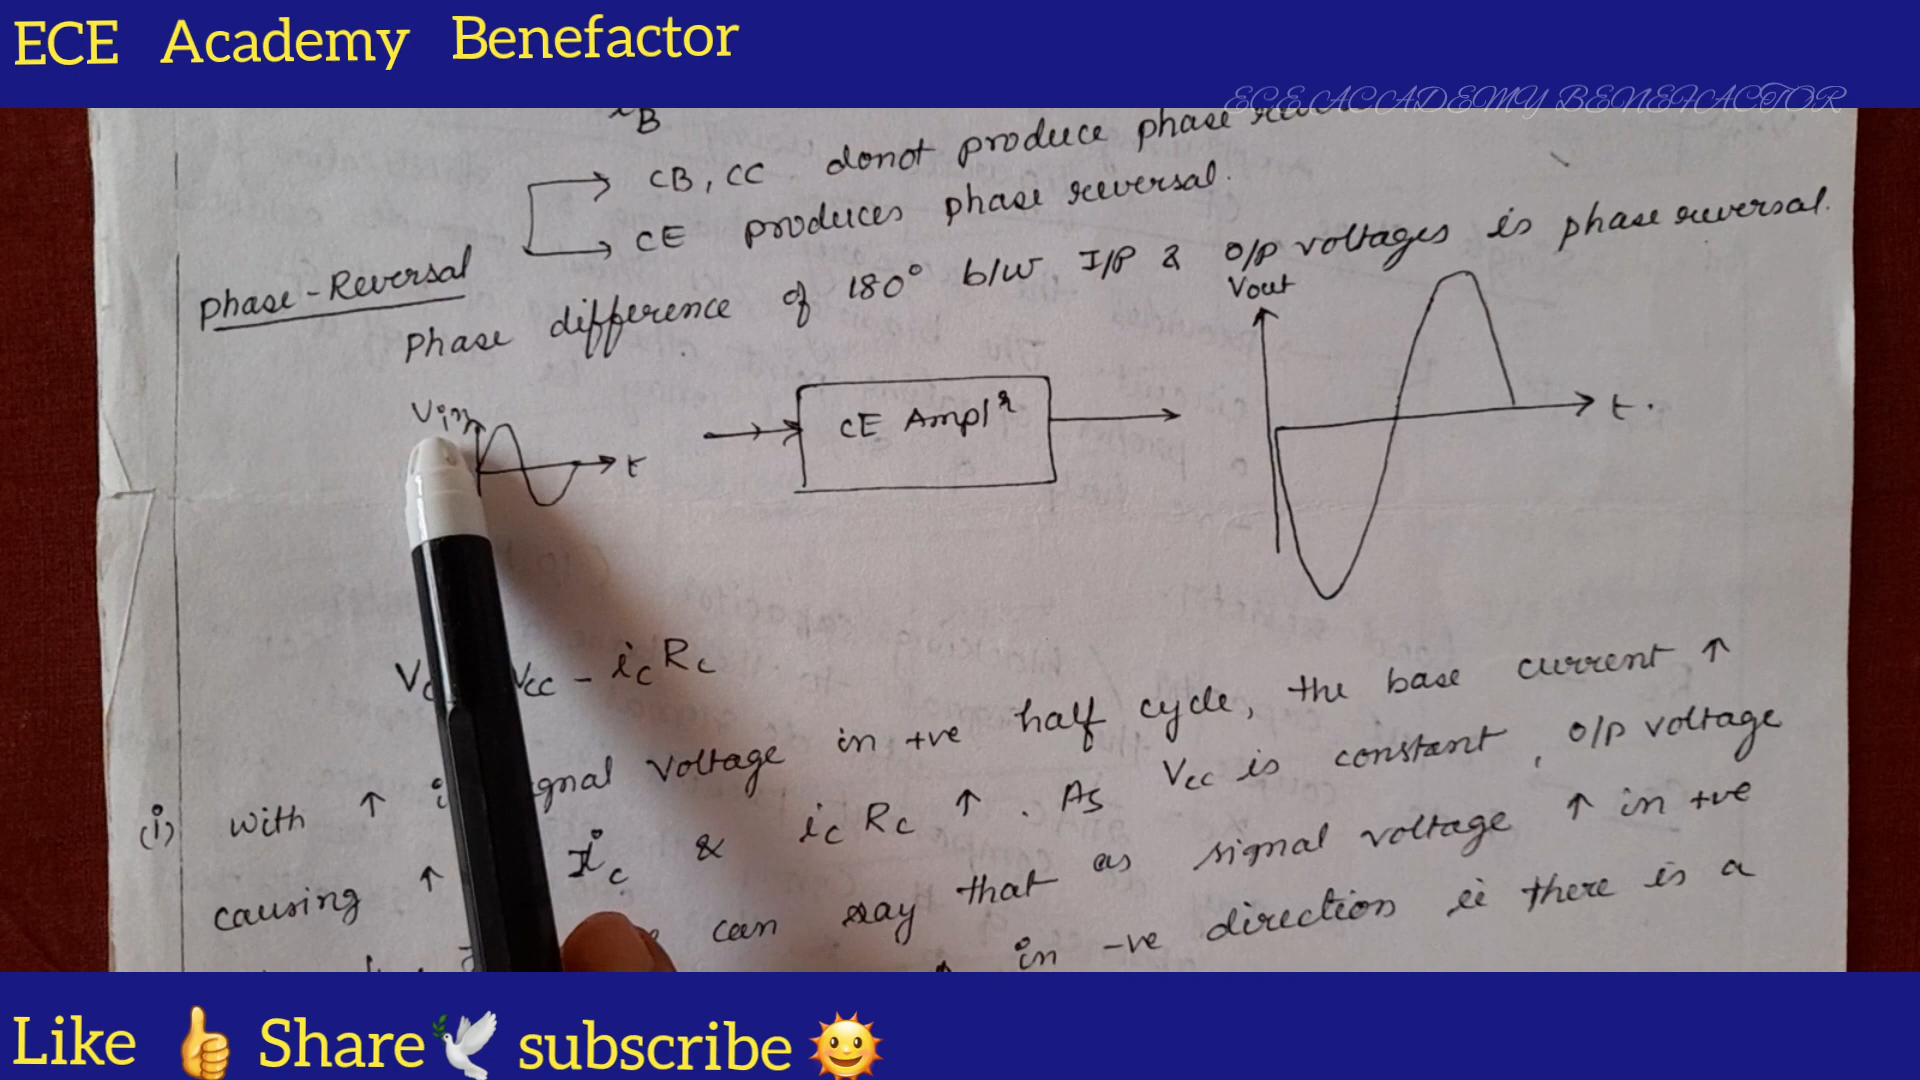 ECE Academy Benefactor
ECE ACCADEMY BENEFACTOR
iB
CB, CC donot produce phase
CE produces phase reversal.
Phase-Reversal
Phase difference of 180° b/w I/P & O/P voltages is phase reversal.
Vin
t
CE Amplr
Vout
t.
Vcc - ic Rc
(i) with ↑ voltage in +ve half cycle, the base current ↑
causing ↑ Ic & ic Rc ↑. As Vcc is constant, o/p voltage
can say that as signal voltage ↑ in +ve
in -ve direction ie there is a
Like 👍 Share 🕊 subscribe 🌞